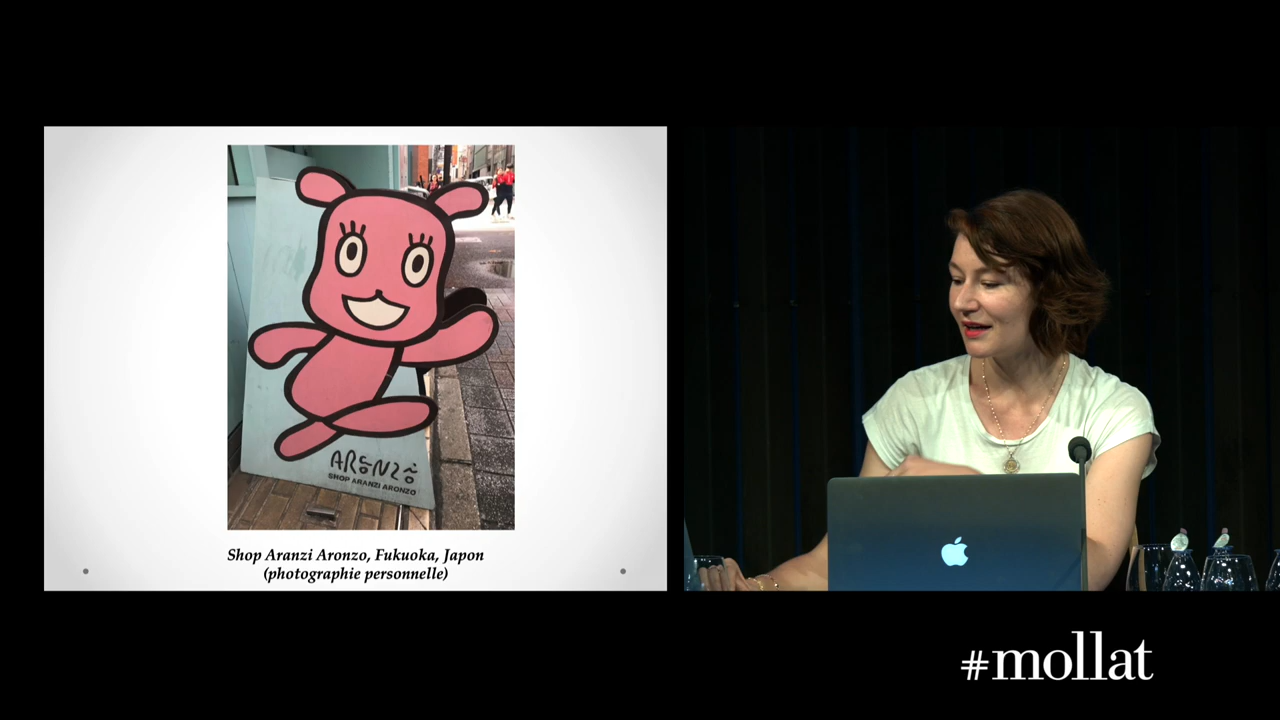 ARONZO
SHOP ARANZI ARONZO
Shop Aranzi Aronzo, Fukuoka, Japon
(photographie personnelle)
#mollat